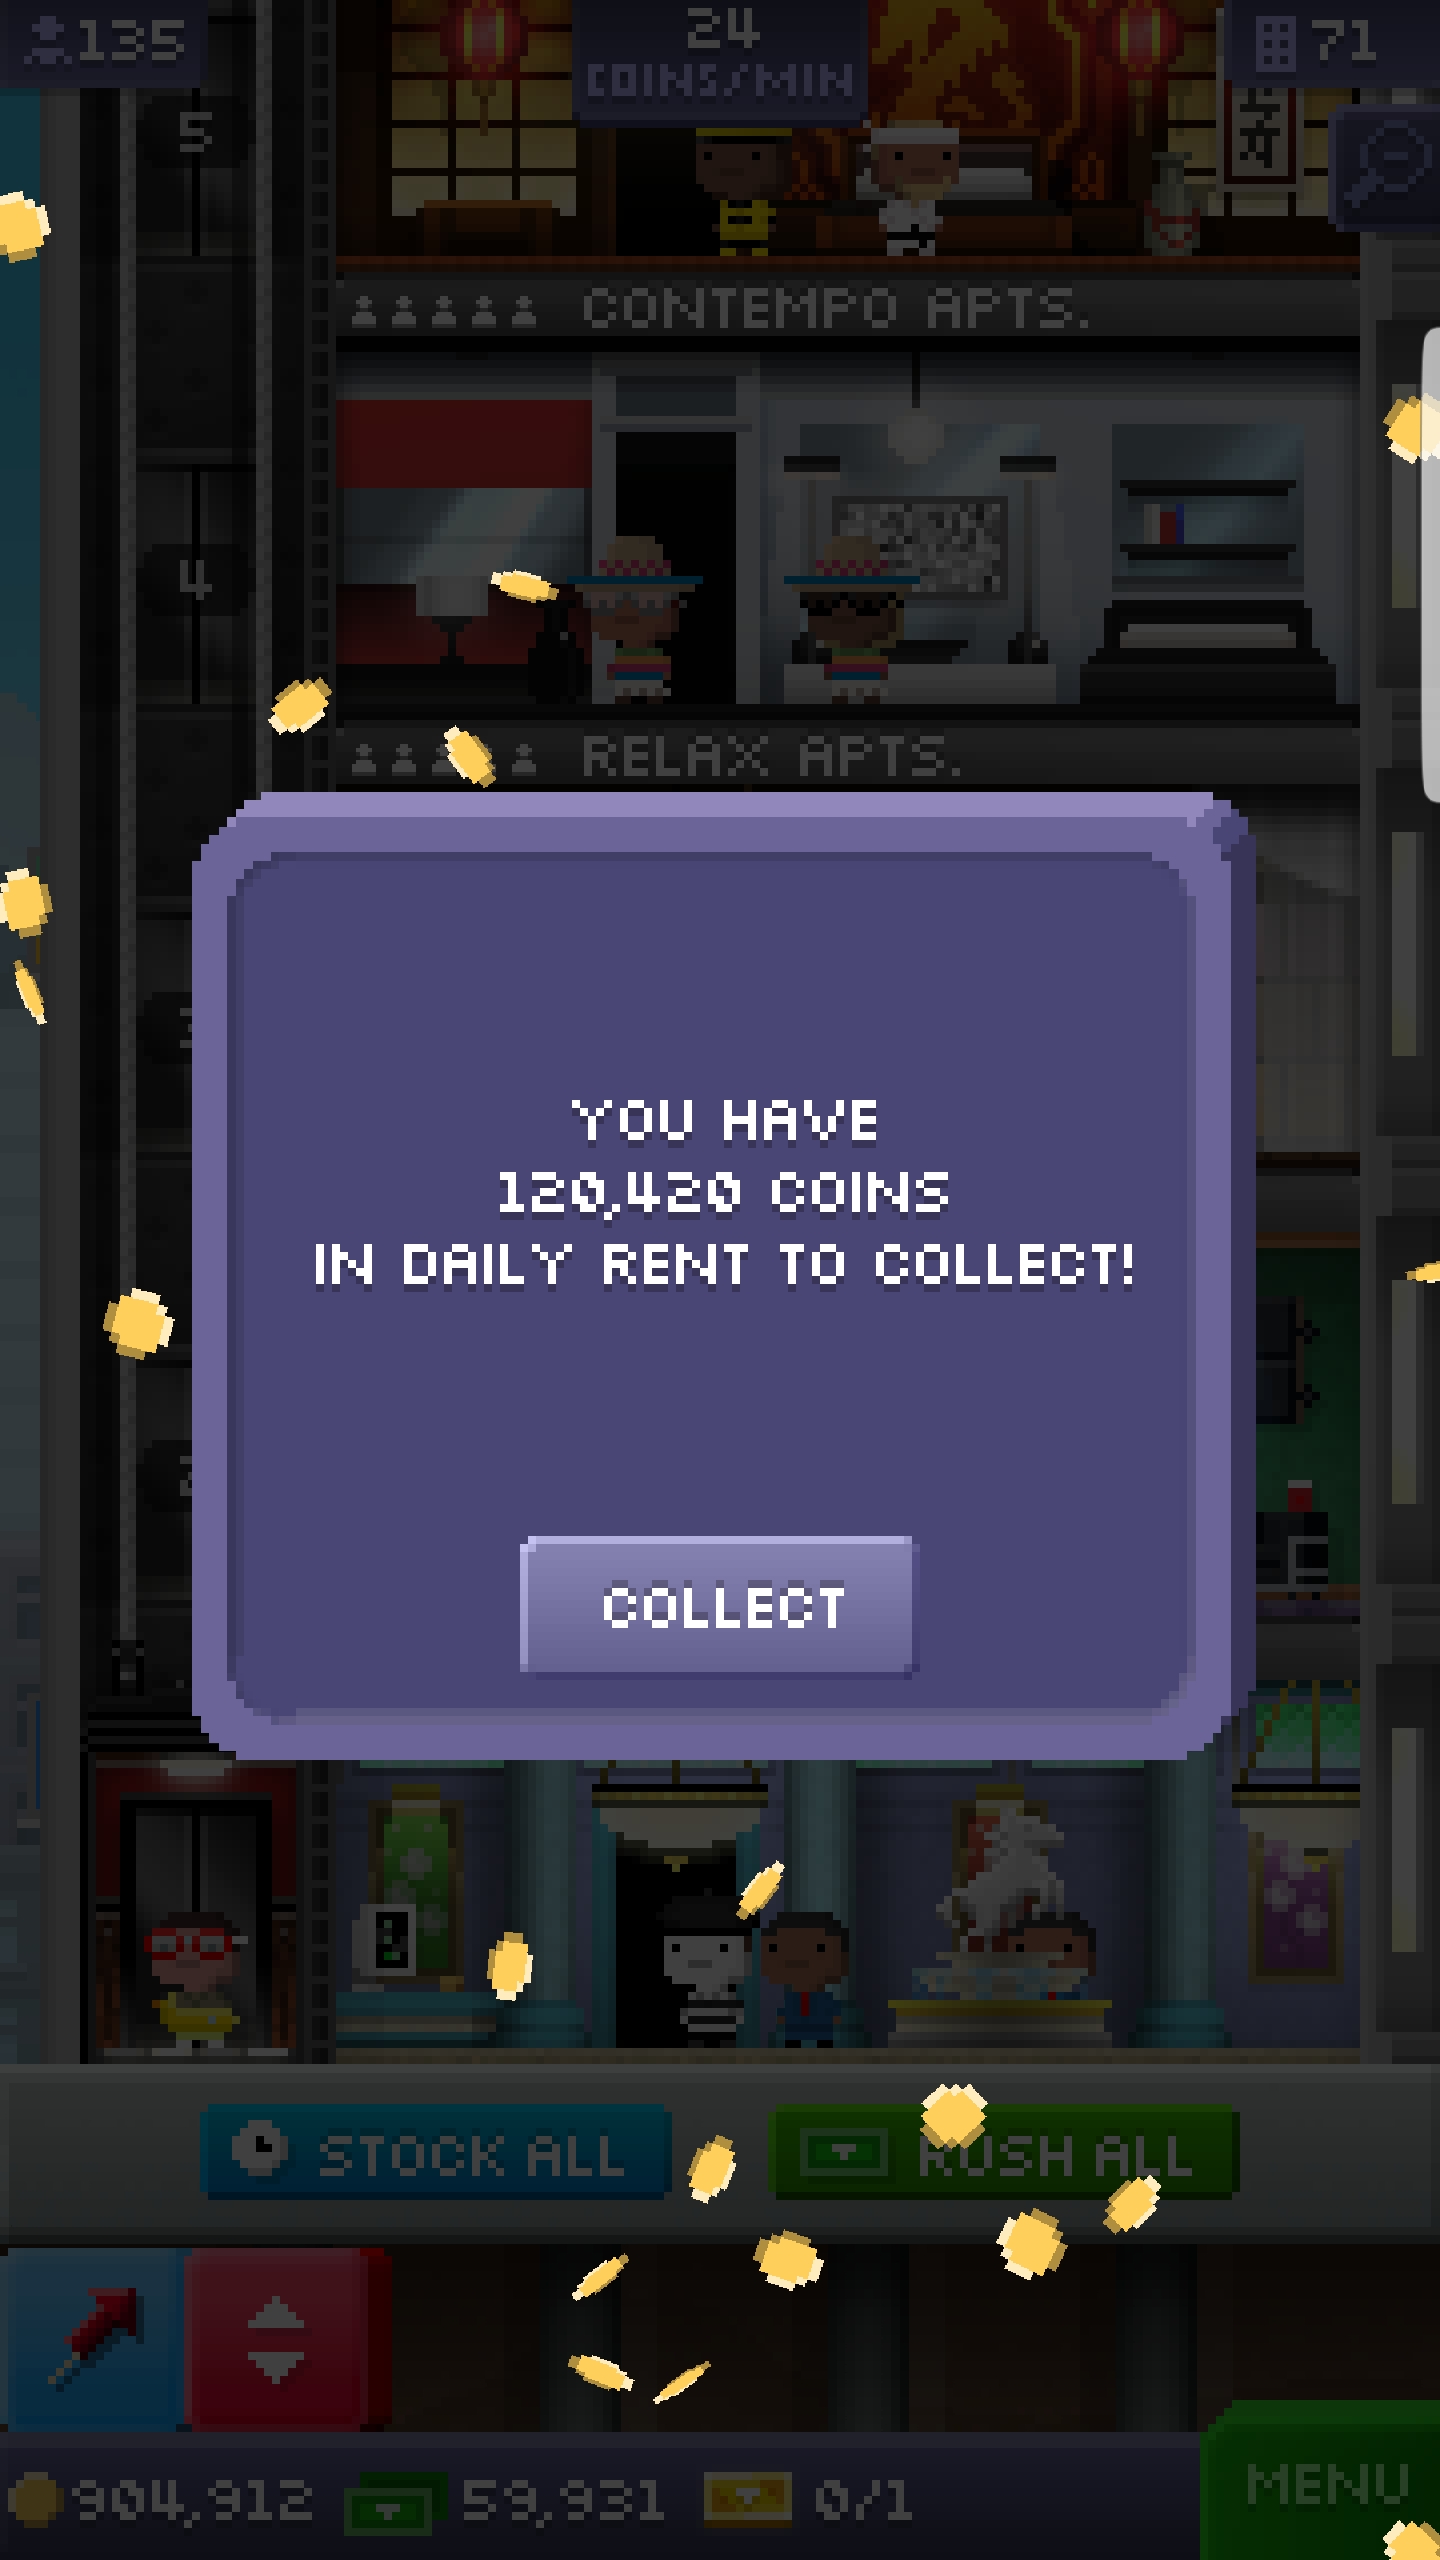 135
24
COINS/MIN
71
5
CONTEMPO APTS.
4
RELAX APTS.
YOU HAVE
120,420 COINS
IN DAILY RENT TO COLLECT!
COLLECT
STOCK ALL
RUSH ALL
904,912
59,931
0/1
MENU